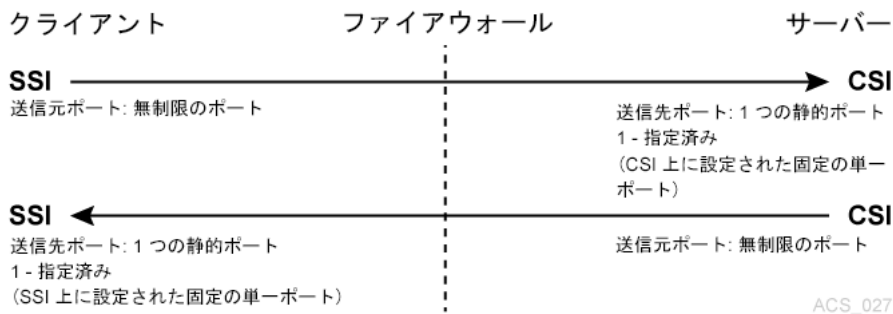 クライアント ファイアウォール サーバー
SSI CSI
送信元ポート: 無制限のポート
送信先ポート: 1 つの静的ポート
1 - 指定済み
（CSI 上に設定された固定の単一
ポート）
SSI CSI
送信先ポート: 1 つの静的ポート
1 - 指定済み
（SSI 上に設定された固定の単一ポート）
送信元ポート: 無制限のポート
ACS_027